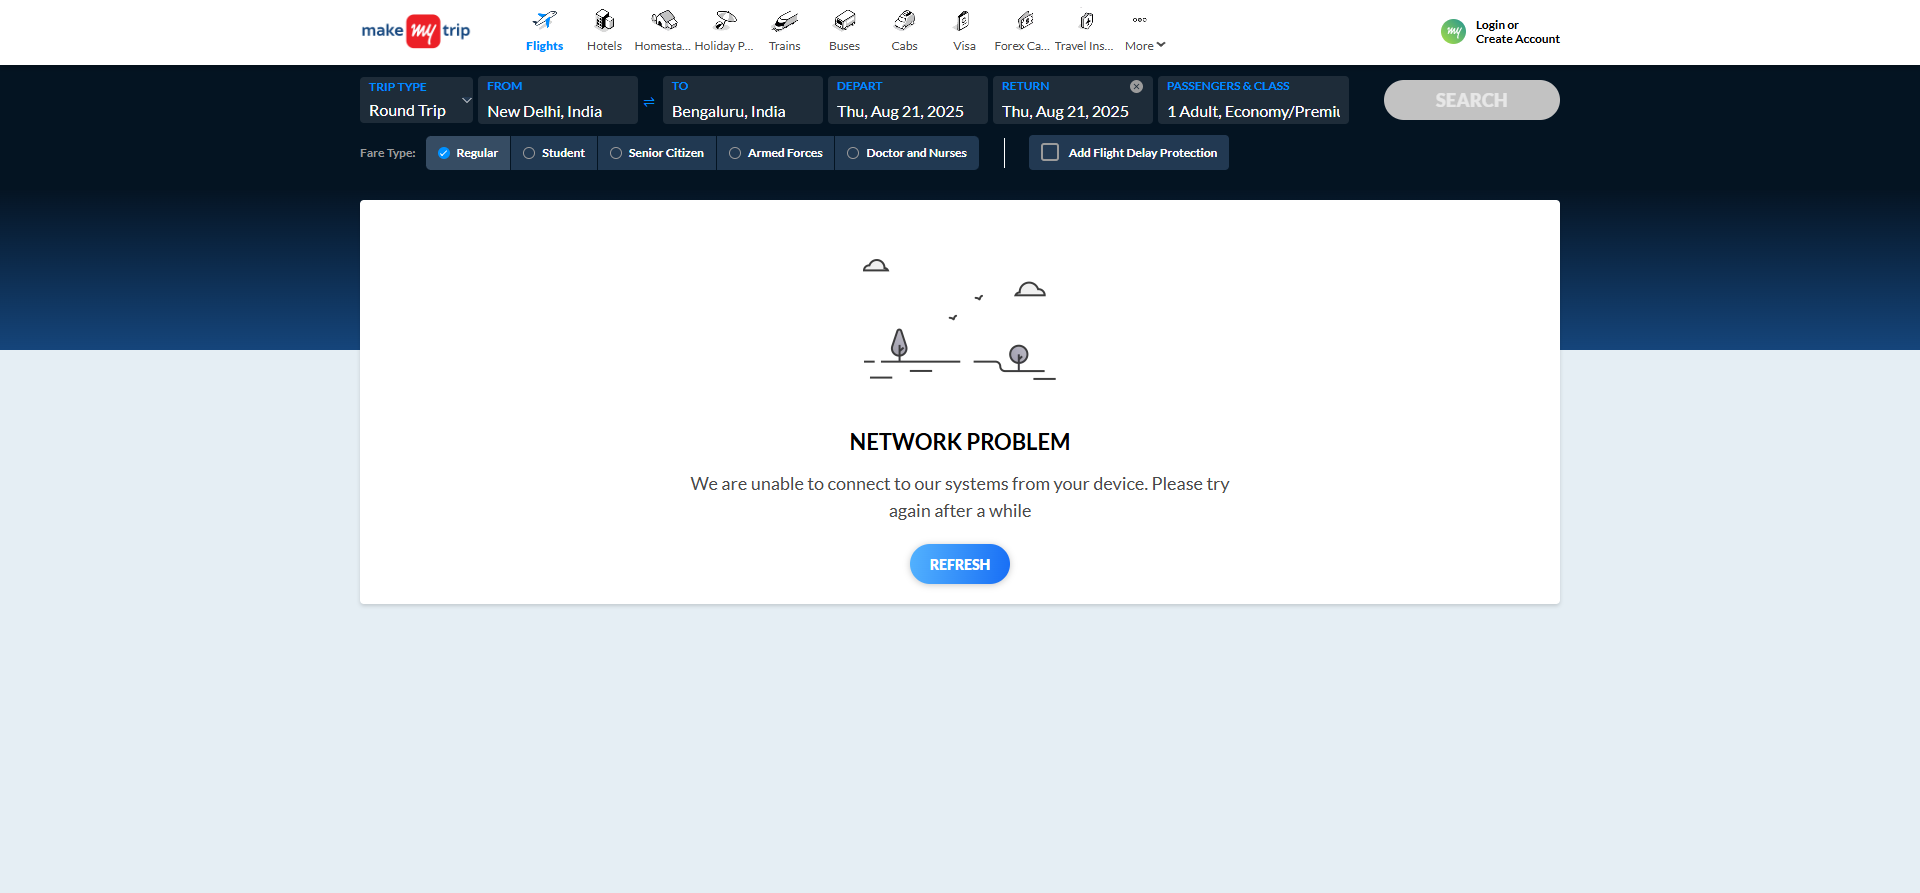 make my trip
Flights
Hotels
Homesta...
Holiday P...
Trains
Buses
Cabs
Visa
Forex Ca...
Travel Ins...
More
my
Login or
Create Account
TRIP TYPE
Round Trip
FROM
New Delhi, India
TO
Bengaluru, India
DEPART
Thu, Aug 21, 2025
RETURN
Thu, Aug 21, 2025
PASSENGERS & CLASS
1 Adult, Economy/Premiu
SEARCH
Fare Type:
Regular
Student
Senior Citizen
Armed Forces
Doctor and Nurses
Add Flight Delay Protection
NETWORK PROBLEM
We are unable to connect to our systems from your device. Please try
again after a while
REFRESH